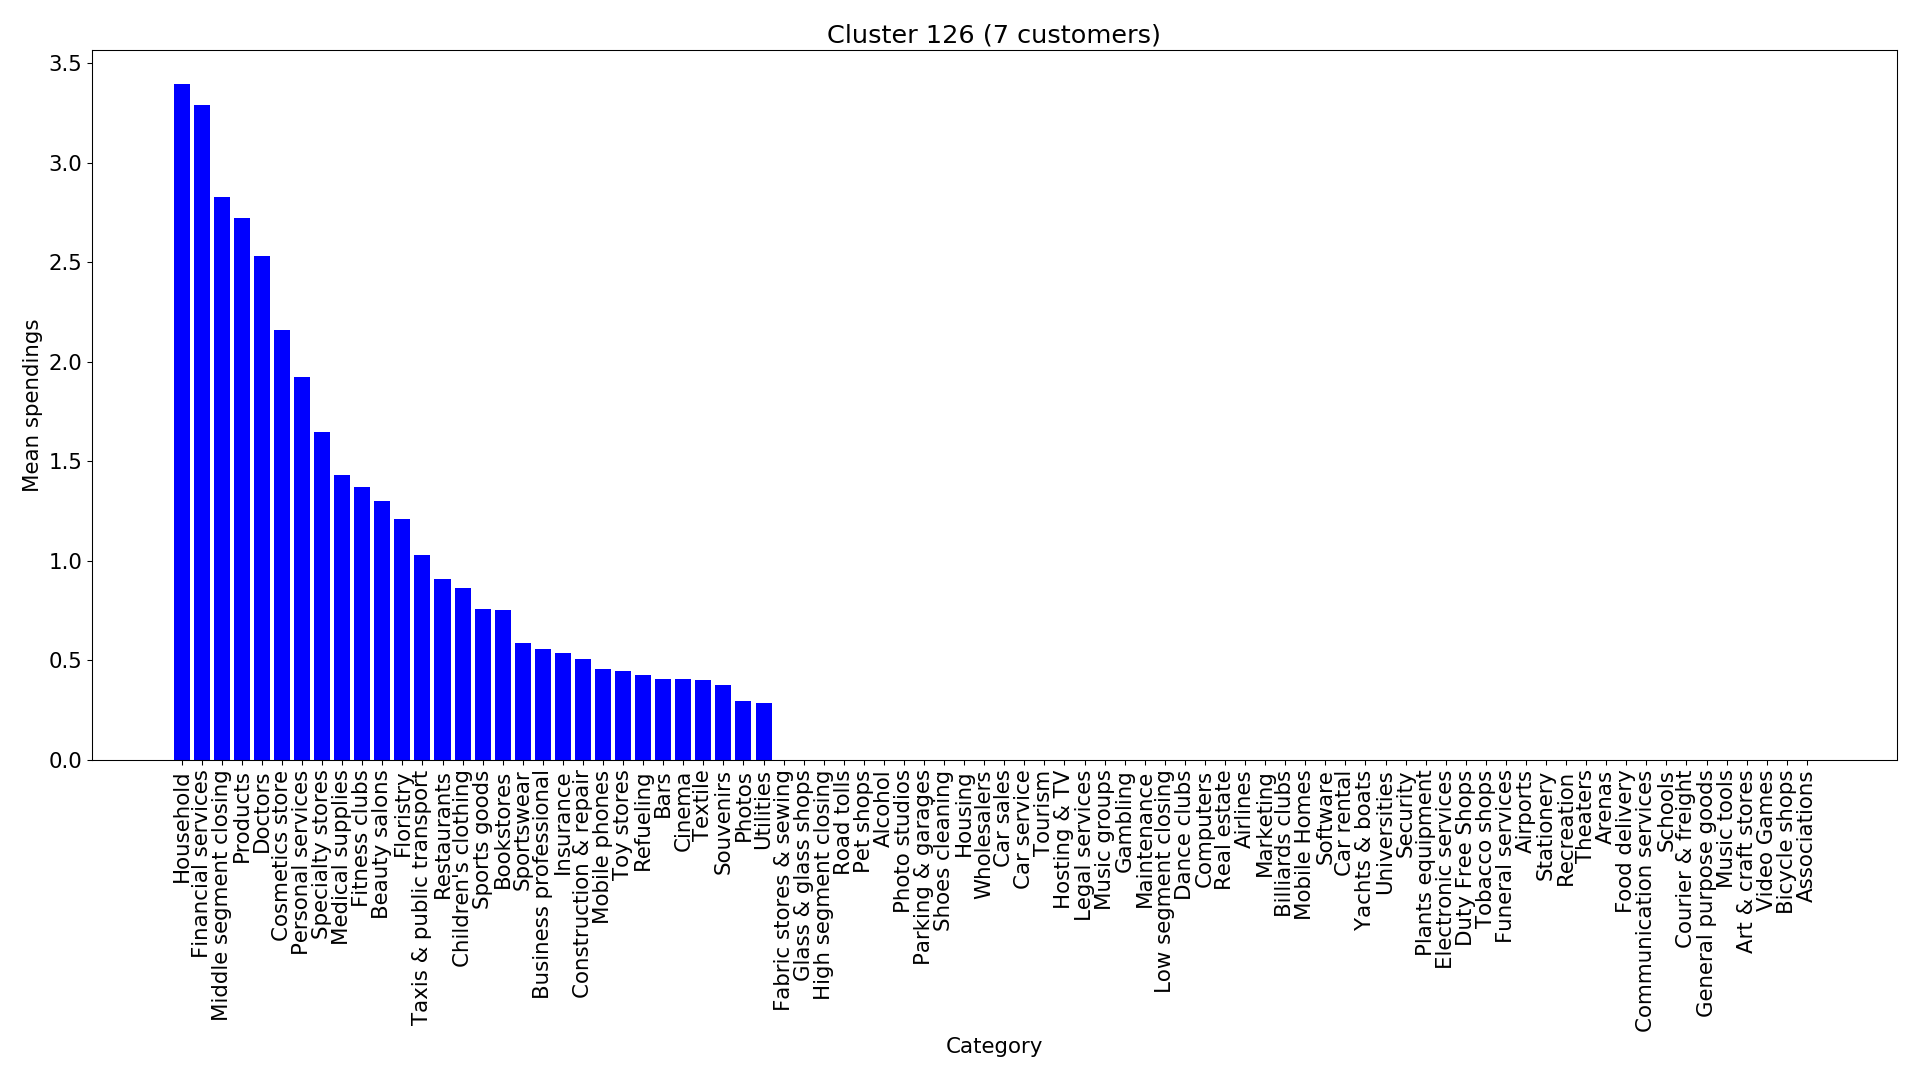 Cluster 126 (7 customers)
Mean spendings
3.5
3.0
2.5
2.0
1.5
1.0
0.5
0.0
Household
Financial services
Middle segment closing
Products
Doctors
Cosmetics store
Personal services
Specialty stores
Medical supplies
Fitness clubs
Beauty salons
Floristry
Taxis & public transport
Restaurants
Children's clothing
Sports goods
Bookstores
Sportswear
Business professional
Insurance
Construction & repair
Mobile phones
Toy stores
Refueling
Bars
Cinema
Textile
Souvenirs
Photos
Utilities
Fabric stores & sewing
Glass & glass shops
High segment closing
Road tolls
Pet shops
Alcohol
Photo studios
Parking & garages
Shoes cleaning
Housing
Wholesalers
Car sales
Car service
Tourism
Hosting & TV
Legal services
Music groups
Gambling
Maintenance
Low segment closing
Dance clubs
Computers
Real estate
Airlines
Marketing
Billiards clubs
Mobile Homes
Software
Car rental
Yachts & boats
Universities
Security
Plants equipment
Electronic services
Duty Free Shops
Tobacco shops
Funeral services
Airports
Stationery
Recreation
Theaters
Arenas
Food delivery
Communication services
Schools
Courier & freight
General purpose goods
Music tools
Art & craft stores
Video Games
Bicycle shops
Associations
Category